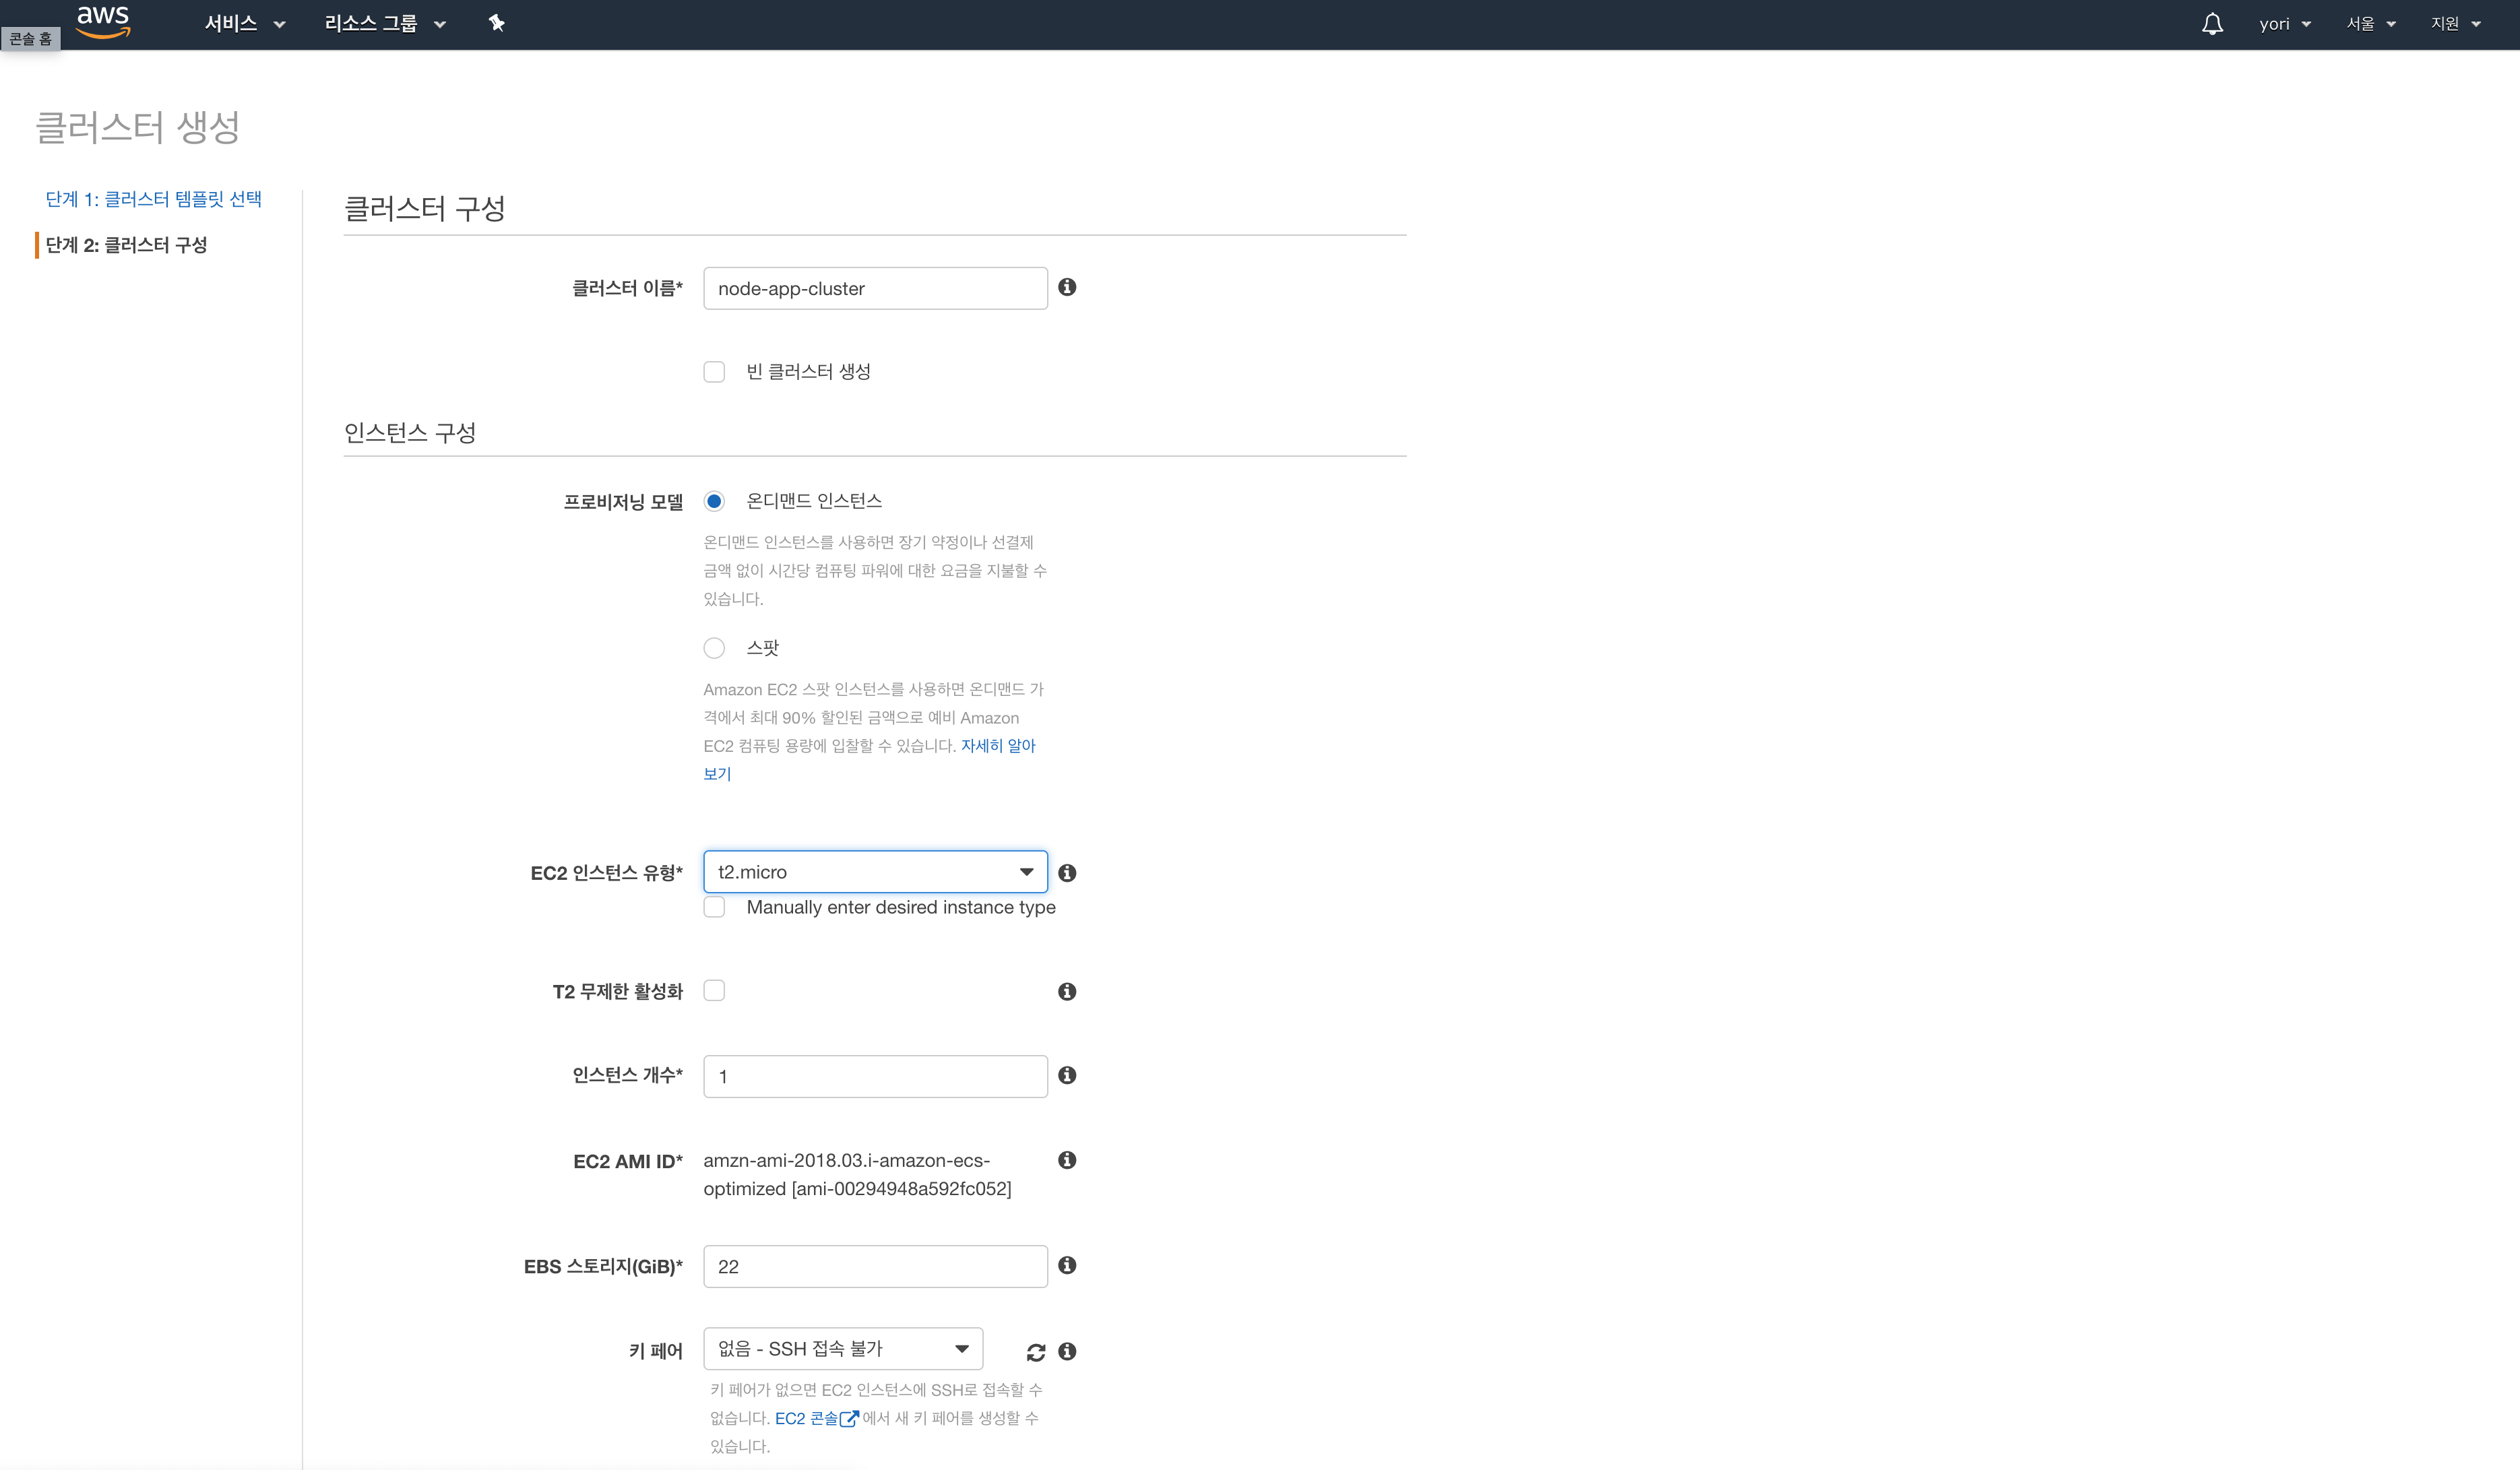 aws
서비스
리소스 그룹
yori
서울
지원
콘솔 홈
클러스터 생성
단계 1: 클러스터 템플릿 선택
단계 2: 클러스터 구성
클러스터 구성
클러스터 이름*
node-app-cluster
빈 클러스터 생성
인스턴스 구성
프로비저닝 모델
온디맨드 인스턴스
온디맨드 인스턴스를 사용하면 장기 약정이나 선결제
금액 없이 시간당 컴퓨팅 파워에 대한 요금을 지불할 수
있습니다.
스팟
Amazon EC2 스팟 인스턴스를 사용하면 온디맨드 가
격에서 최대 90% 할인된 금액으로 예비 Amazon
EC2 컴퓨팅 용량에 입찰할 수 있습니다. 자세히 알아
보기
EC2 인스턴스 유형*
t2.micro
Manually enter desired instance type
T2 무제한 활성화
인스턴스 개수*
1
EC2 AMI ID*
amzn-ami-2018.03.i-amazon-ecs-
optimized [ami-00294948a592fc052]
EBS 스토리지(GiB)*
22
키 페어
없음 - SSH 접속 불가
키 페어가 없으면 EC2 인스턴스에 SSH로 접속할 수
없습니다. EC2 콘솔에서 새 키 페어를 생성할 수
있습니다.